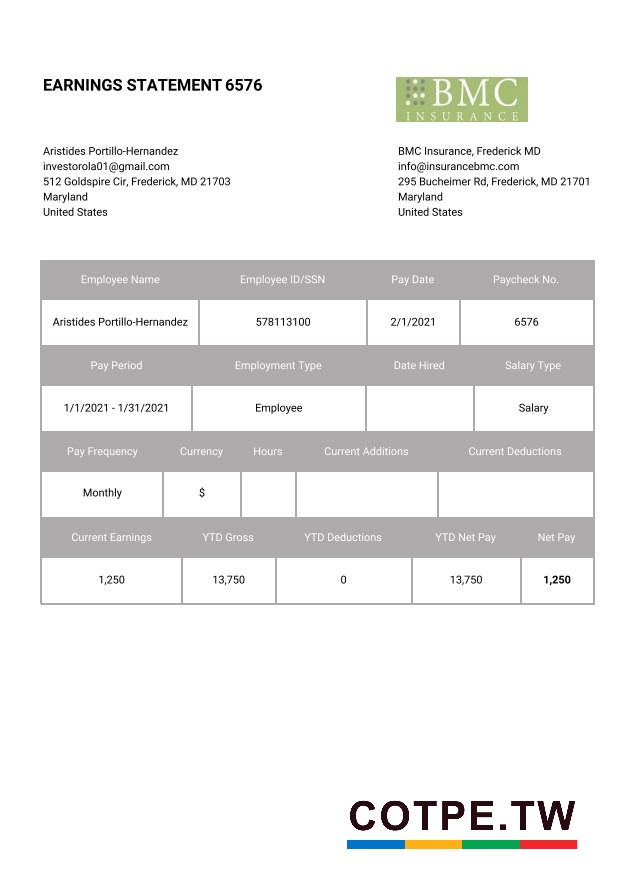 EARNINGS STATEMENT 6576
BMC
INSURANCE
Aristides Portillo-Hernandez
investorola01@gmail.com
512 Goldspire Cir, Frederick, MD 21703
Maryland
United States
BMC Insurance, Frederick MD
info@insurancebmc.com
295 Bucheimer Rd, Frederick, MD 21701
Maryland
United States
Employee Name Employee ID/SSN Pay Date Paycheck No.
Aristides Portillo-Hernandez 578113100 2/1/2021 6576
Pay Period Employment Type Date Hired Salary Type
1/1/2021 - 1/31/2021 Employee Salary
Pay Frequency Currency Hours Current Additions Current Deductions
Monthly $
Current Earnings YTD Gross YTD Deductions YTD Net Pay Net Pay
1,250 13,750 0 13,750 1,250
COTPE.TW